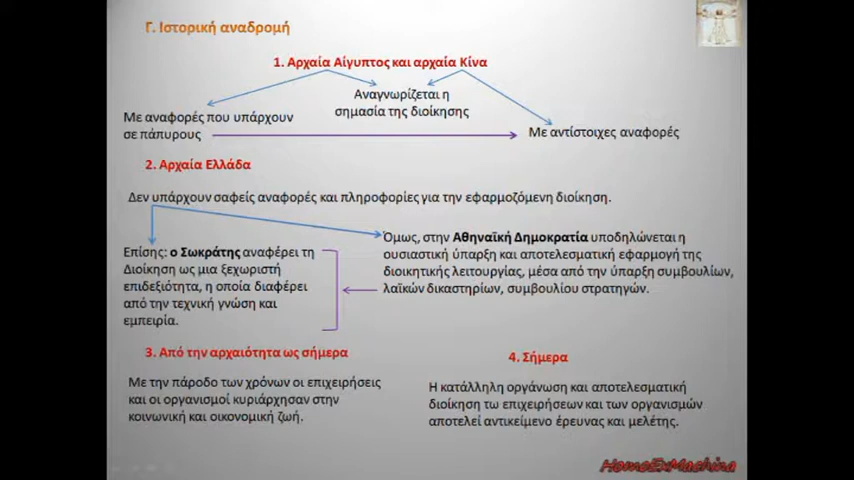 Γ. Ιστορική αναδρομή
1. Αρχαία Αίγυπτος και αρχαία Κίνα
Αναγνωρίζεται η
σημασία της διοίκησης
Με αναφορές που υπάρχουν
σε πάπυρους
Με αντίστοιχες αναφορές
2. Αρχαία Ελλάδα
Δεν υπάρχουν σαφείς αναφορές και πληροφορίες για την εφαρμοζόμενη διοίκηση.
Όμως, στην Αθηναϊκή Δημοκρατία υποδηλώνεται η
ουσιαστική ύπαρξη και αποτελεσματική εφαρμογή της
διοικητικής λειτουργίας, μέσα από την ύπαρξη συμβουλίων,
λαϊκών δικαστηρίων, συμβουλίου στρατηγών.
Επίσης: ο Σωκράτης αναφέρει τη
Διοίκηση ως μια ξεχωριστή
επιδεξιότητα, η οποία διαφέρει
από την τεχνική γνώση και
εμπειρία.
3. Από την αρχαιότητα ως σήμερα
Με την πάροδο των χρόνων οι επιχειρήσεις
και οι οργανισμοί κυριάρχησαν στην
κοινωνική και οικονομική ζωή.
4. Σήμερα
Η κατάλληλη οργάνωση και αποτελεσματική
διοίκηση τω επιχειρήσεων και των οργανισμών
αποτελεί αντικείμενο έρευνας και μελέτης.
HomoExMachina